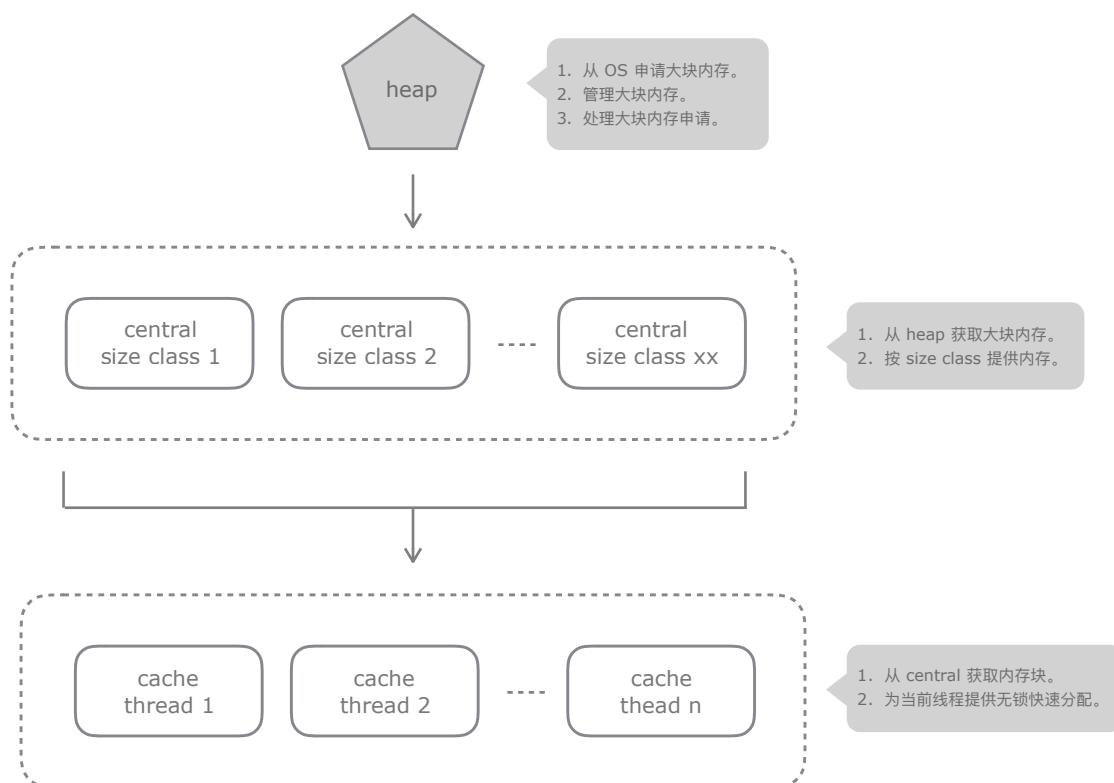 heap
1. 从 OS 申请大块内存。
2. 管理大块内存。
3. 处理大块内存申请。
central
size class 1
central
size class 2
central
size class xx
1. 从 heap 获取大块内存。
2. 按 size class 提供内存。
cache
thread 1
cache
thread 2
cache
thead n
1. 从 central 获取内存块。
2. 为当前线程提供无锁快速分配。